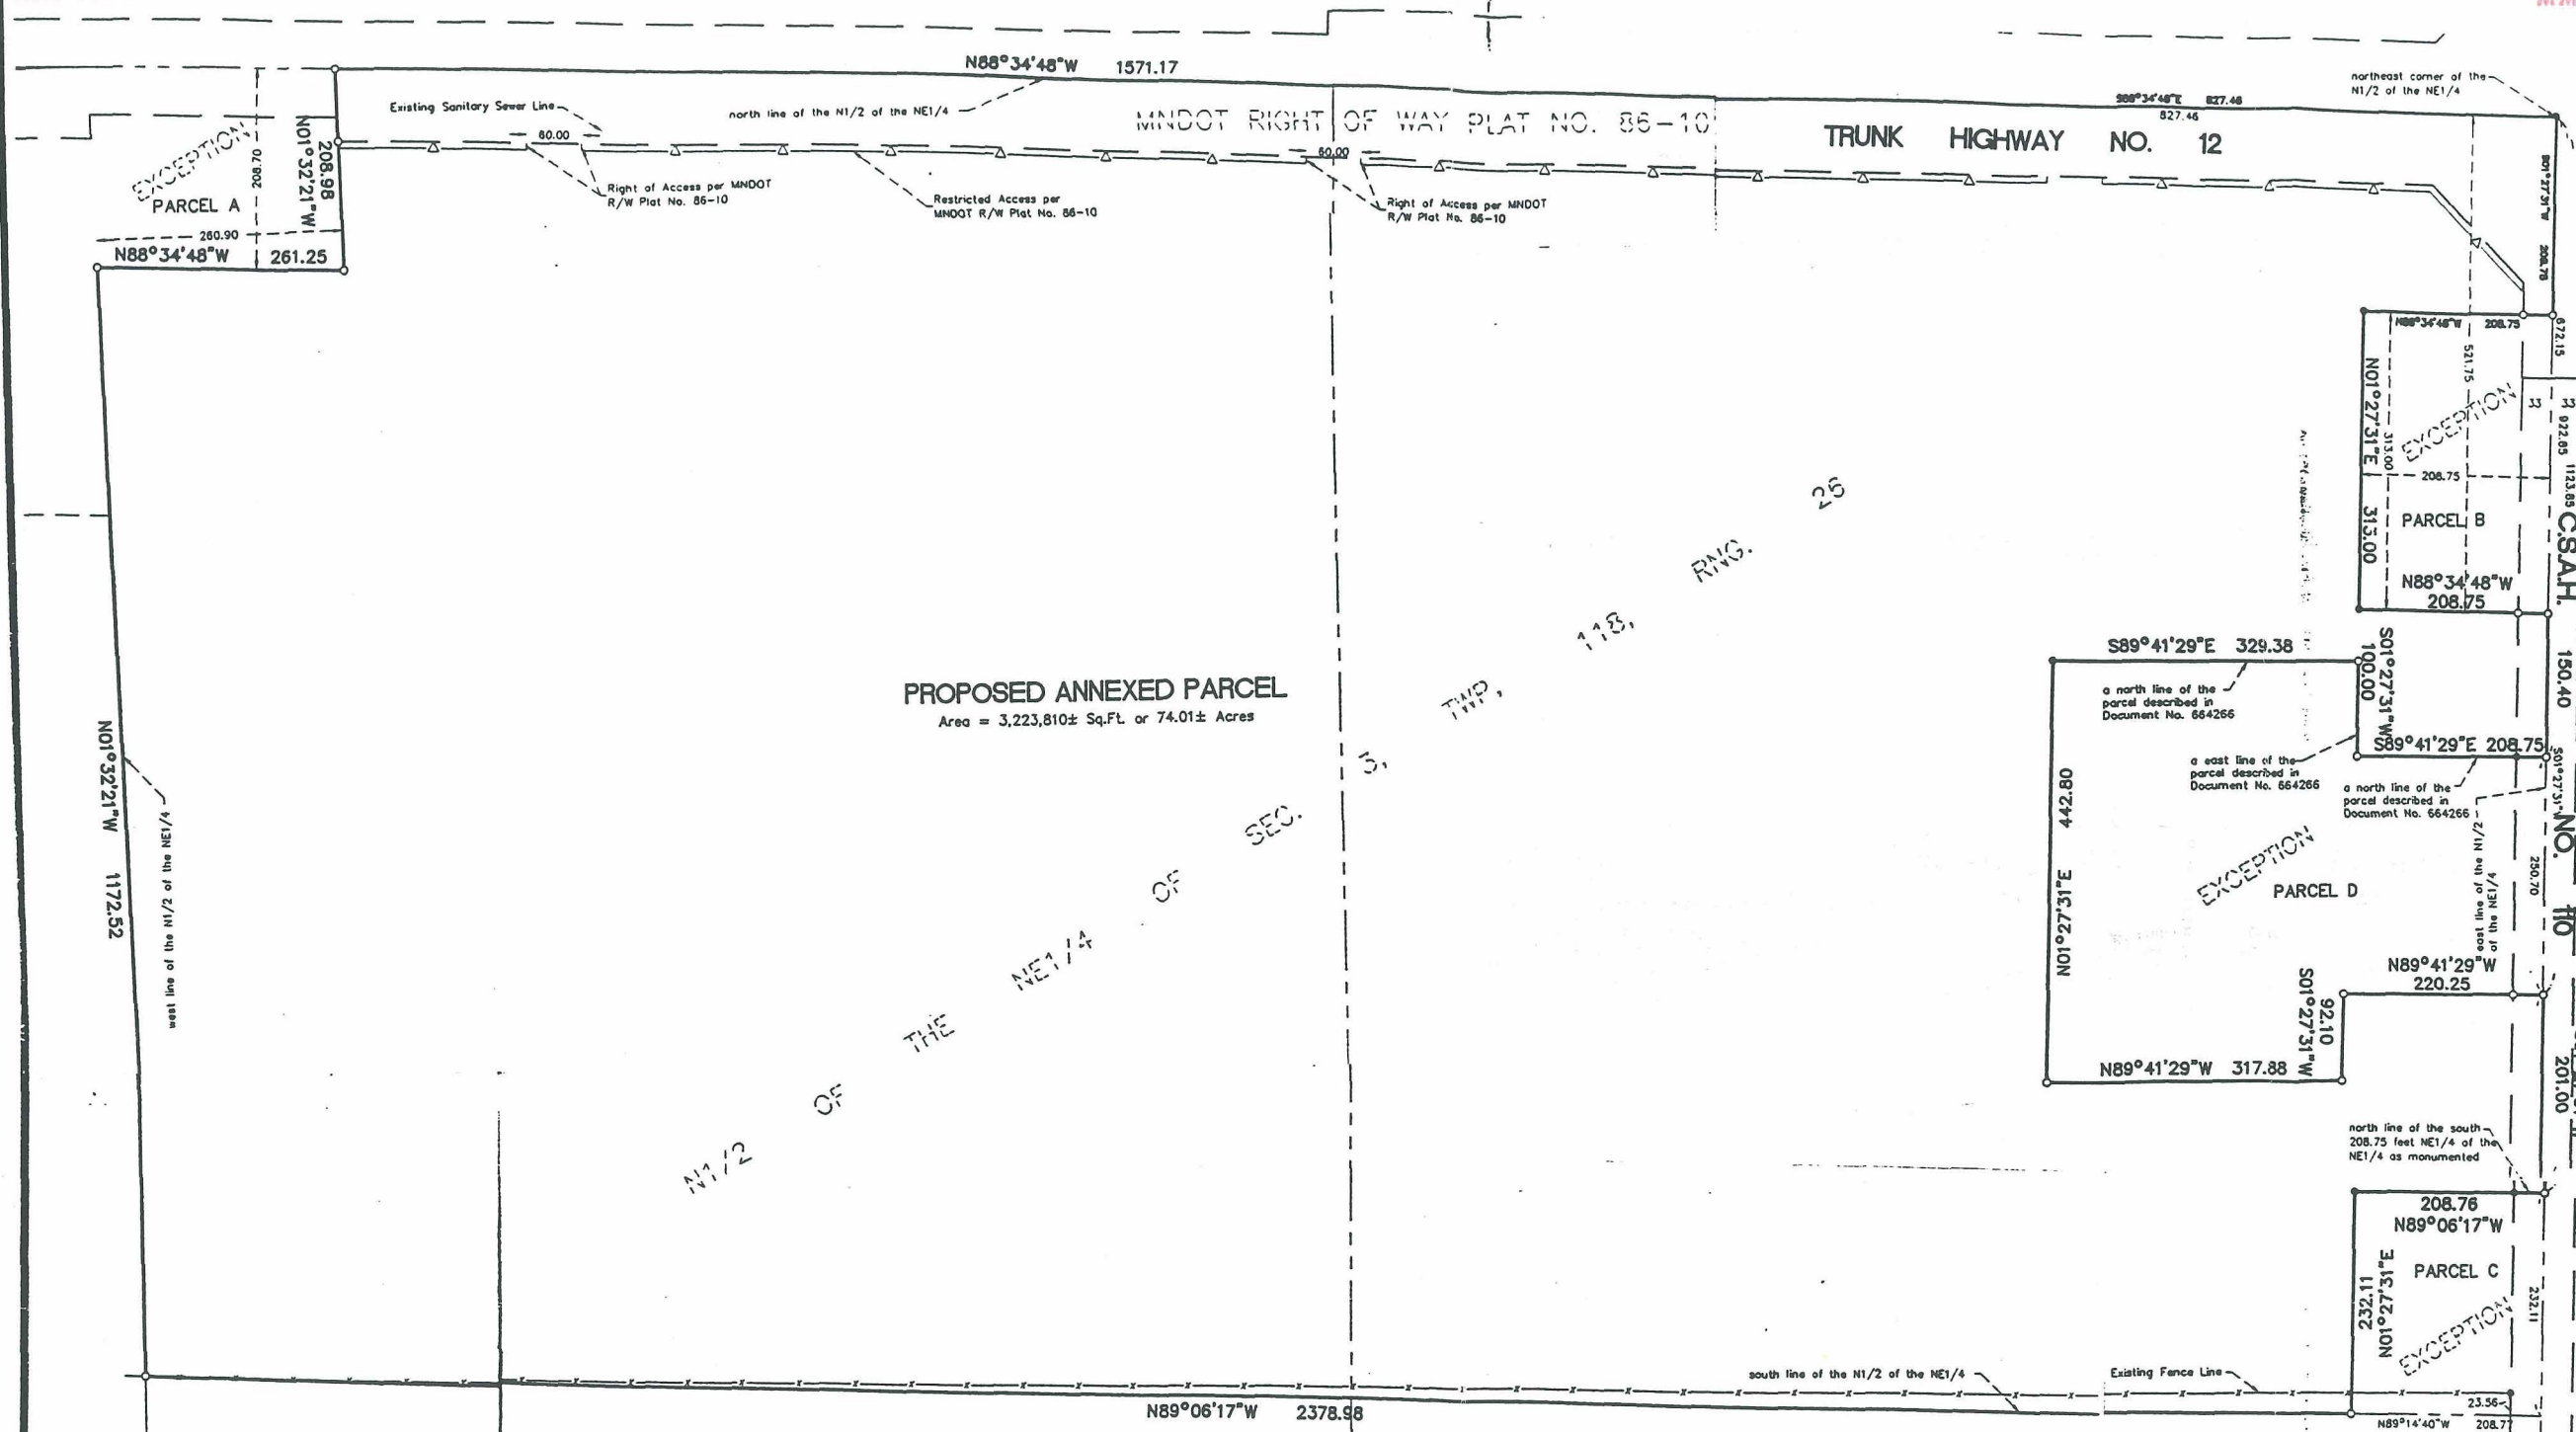 N88°34'48"W 1571.17
northeast corner of the
N1/2 of the NE1/4
Existing Sanitary Sewer Line
north line of the N1/2 of the NE1/4
MNDOT RIGHT OF WAY PLAT NO. 86-10
827.46
827.46
TRUNK HIGHWAY NO. 12
60.00
60.00
EXCEPTION
PARCEL A
208.70
N01°32'21"W
208.98
260.90
N88°34'48"W 261.25
Right of Access per MNDOT
R/W Plat No. 86-10
Restricted Access per
MNDOT R/W Plat No. 86-10
Right of Access per MNDOT
R/W Plat No. 86-10
N88°34'48"W 208.75
672.15
521.75
33 33
922.85
1123.85
N01°27'31"E 313.00
313.00
EXCEPTION
208.75
PARCEL B
N88°34'48"W
208.75
C.S.A.H. NO. 110
26
RNG.
118,
TWP,
5,
SEC.
OF
NE1/4
THE
OF
N1/2
PROPOSED ANNEXED PARCEL
Area = 3,223,810± Sq.Ft. or 74.01± Acres
S89°41'29"E 329.38
S01°27'31"W
100.00
150.40
a north line of the
parcel described in
Document No. 664266
S89°41'29"E 208.75
a east line of the
parcel described in
Document No. 664266
a north line of the
parcel described in
Document No. 664266
S01°27'31"W
N01°27'31"E 442.80
EXCEPTION
PARCEL D
east line of the N1/2
of the NE1/4
250.70
N89°41'29"W
220.25
S01°27'31"W
92.10
N89°41'29"W 317.88
201.00
N01°32'21"W 1172.52
west line of the N1/2 of the NE1/4
north line of the south
208.75 feet NE1/4 of the
NE1/4 as monumented
208.76
N89°06'17"W
232.11
N01°27'31"E
PARCEL C
EXCEPTION
232.11
south line of the N1/2 of the NE1/4
Existing Fence Line
N89°06'17"W 2378.98
23.56
N89°14'40"W 208.77